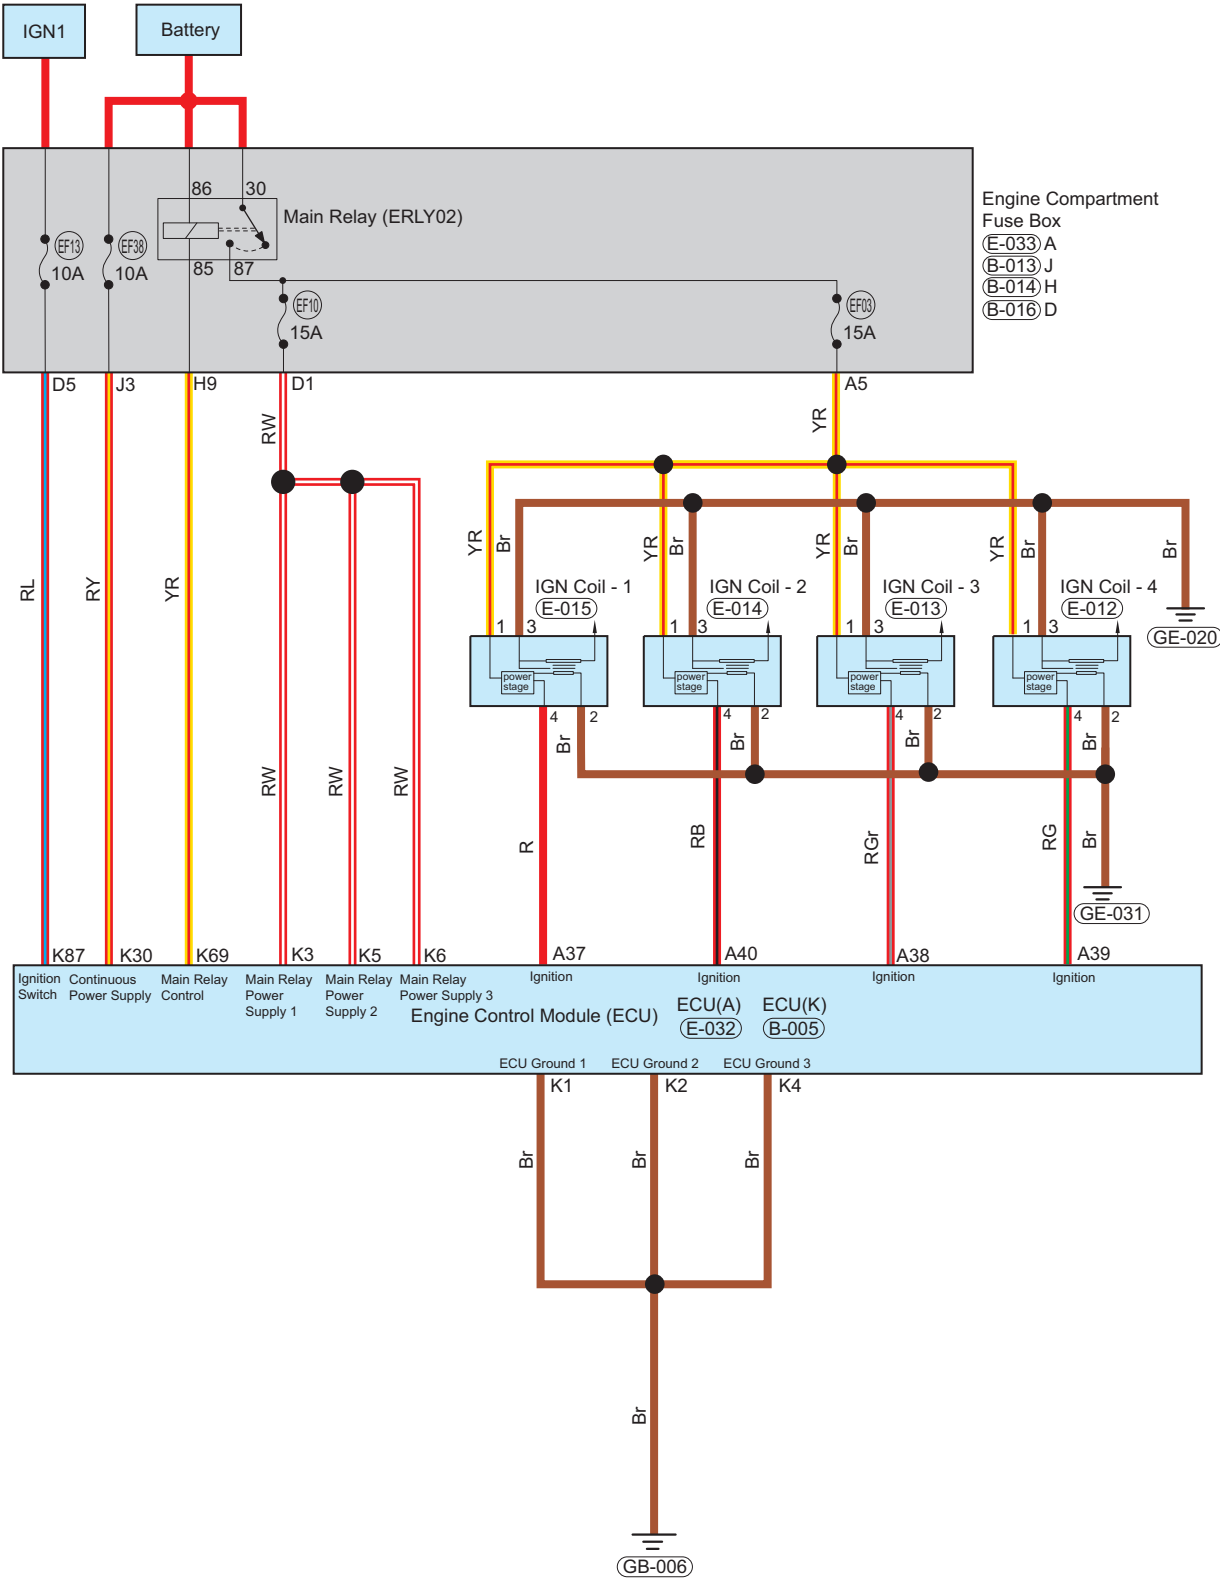 IGN1
Battery
86
30
Main Relay (ERLY02)
85
87
EF13
10A
EF38
10A
EF10
15A
EF03
15A
Engine Compartment
Fuse Box
E-033 A
B-013 J
B-014 H
B-016 D
D5
J3
H9
D1
A5
RW
YR
YR
Br
YR
Br
YR
Br
YR
Br
Br
RL
RY
YR
IGN Coil - 1
E-015
IGN Coil - 2
E-014
IGN Coil - 3
E-013
IGN Coil - 4
E-012
GE-020
1
3
1
3
1
3
1
3
power
stage
power
stage
power
stage
power
stage
4
2
4
2
4
2
4
2
Br
Br
Br
Br
RW
RW
RW
R
RB
RGr
RG
Br
GE-031
K87
K30
K69
K3
K5
K6
A37
A40
A38
A39
Ignition
Switch
Continuous
Power Supply
Main Relay
Control
Main Relay
Power
Supply 1
Main Relay
Power
Supply 2
Main Relay
Power Supply 3
Ignition
Ignition
Ignition
Ignition
Engine Control Module (ECU)
ECU(A)
E-032
ECU(K)
B-005
ECU Ground 1
ECU Ground 2
ECU Ground 3
K1
K2
K4
Br
Br
Br
Br
GB-006